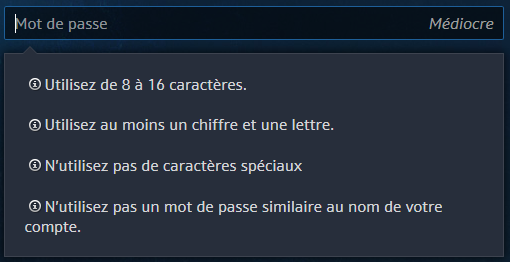 Mot de passe Médiocre
Utilisez de 8 à 16 caractères.
Utilisez au moins un chiffre et une lettre.
N'utilisez pas de caractères spéciaux
N'utilisez pas un mot de passe similaire au nom de votre
compte.